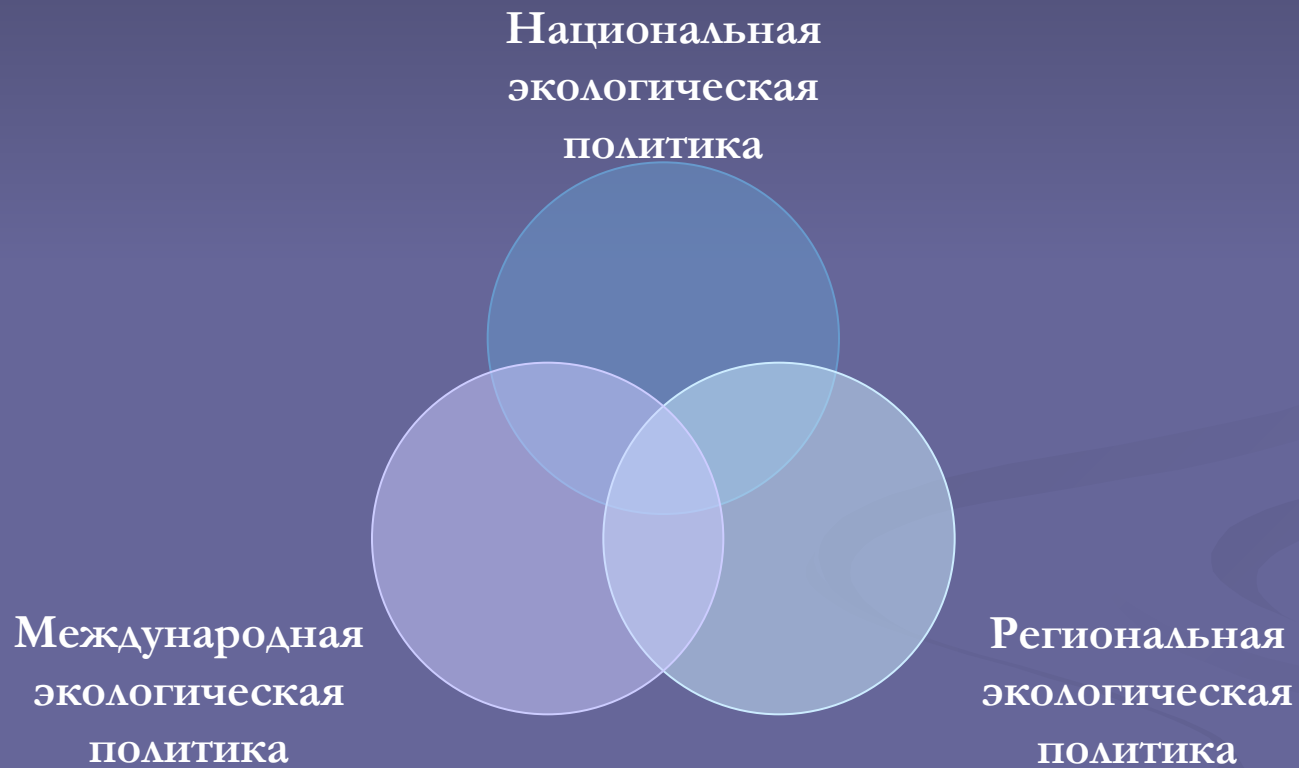 Национальная
экологическая
политика
Международная
экологическая
политика
Региональная
экологическая
политика